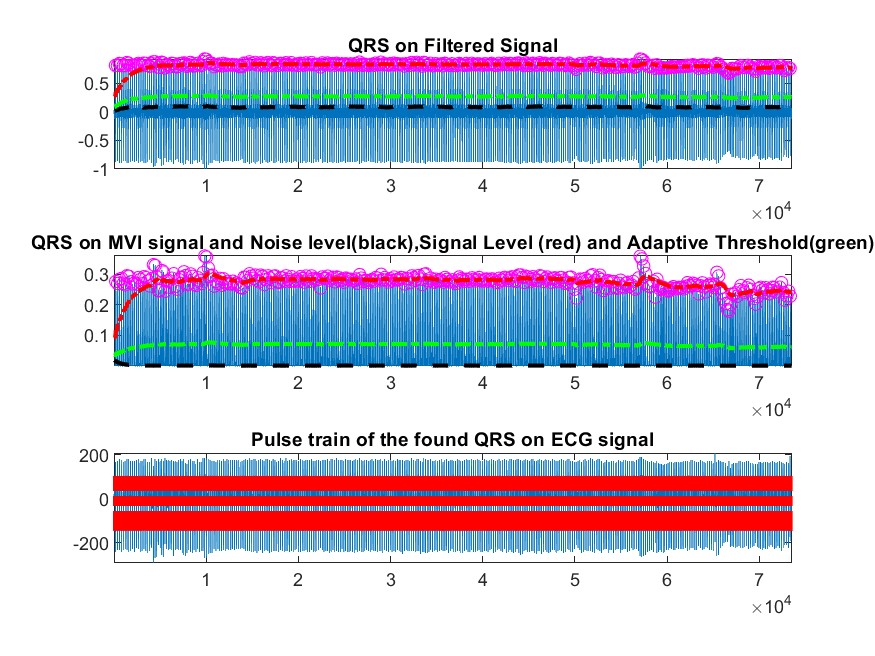 QRS on Filtered Signal
0.5
0
-0.5
-1
1 2 3 4 5 6 7
×10^4
QRS on MVI signal and Noise level(black),Signal Level (red) and Adaptive Threshold(green)
0.3
0.2
0.1
1 2 3 4 5 6 7
×10^4
Pulse train of the found QRS on ECG signal
200
0
-200
1 2 3 4 5 6 7
×10^4